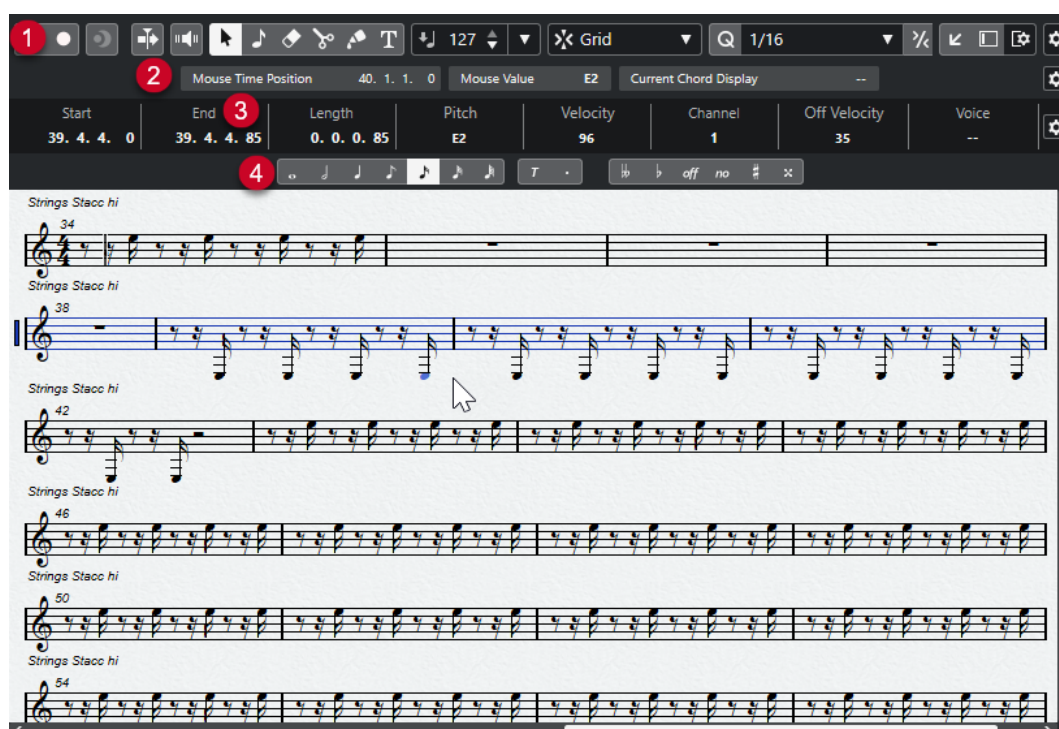 1 T 127 Grid Q 1/16
2 Mouse Time Position 40. 1. 1. 0 Mouse Value E2 Current Chord Display --
Start End 3 Length Pitch Velocity Channel Off Velocity Voice
39. 4. 4. 0 39. 4. 4. 85 0. 0. 0. 85 E2 96 1 35 --
4 T . off no
Strings Stacc hi
34
4
4
Strings Stacc hi
38
Strings Stacc hi
42
Strings Stacc hi
46
Strings Stacc hi
50
Strings Stacc hi
54